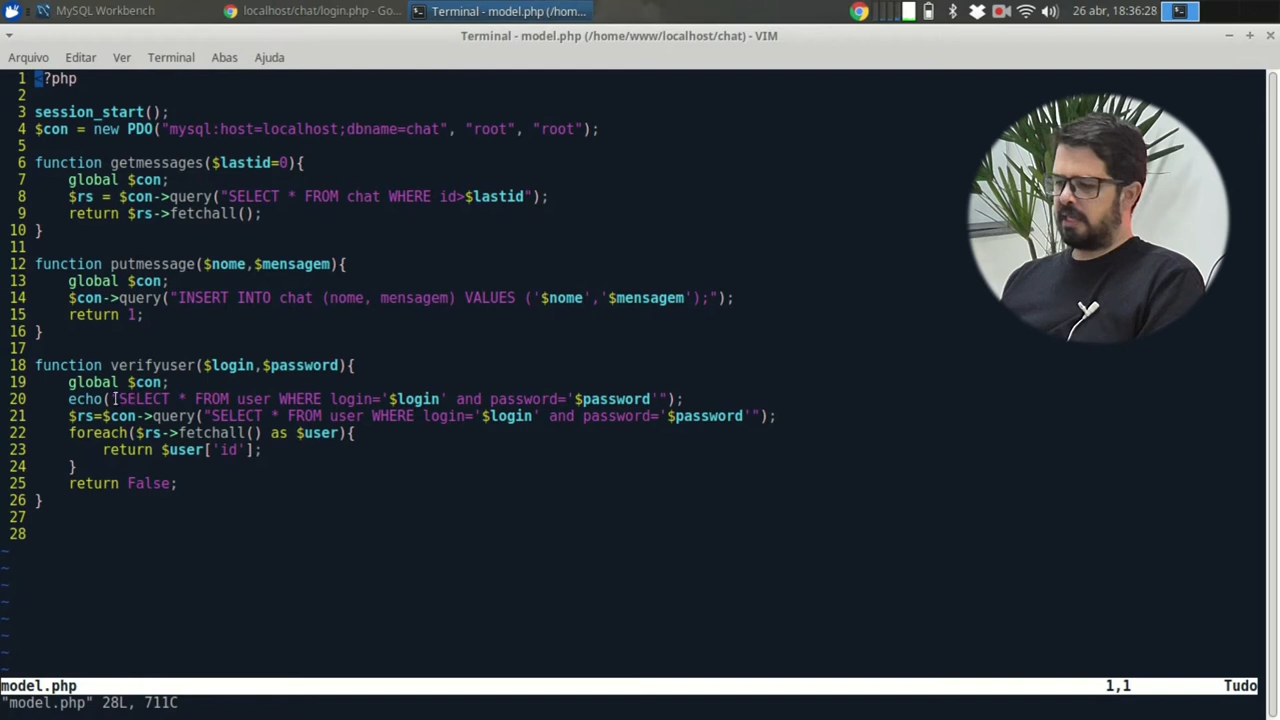 MySQL Workbench
localhost/chat/login.php - Go...
Terminal - model.php (/hom...
26 abr, 18:36:28
Terminal - model.php (/home/www/localhost/chat) - VIM
Arquivo Editar Ver Terminal Abas Ajuda
1 <?php
2
3 session_start();
4 $con = new PDO("mysql:host=localhost;dbname=chat", "root", "root");
5
6 function getmessages($lastid=0){
7 global $con;
8 $rs = $con->query("SELECT * FROM chat WHERE id>$lastid");
9 return $rs->fetchall();
10 }
11
12 function putmessage($nome,$mensagem){
13 global $con;
14 $con->query("INSERT INTO chat (nome, mensagem) VALUES ('$nome','$mensagem');");
15 return 1;
16 }
17
18 function verifyuser($login,$password){
19 global $con;
20 echo("SELECT * FROM user WHERE login='$login' and password='$password'");
21 $rs=$con->query("SELECT * FROM user WHERE login='$login' and password='$password'");
22 foreach($rs->fetchall() as $user){
23 return $user['id'];
24 }
25 return False;
26 }
27
28
~
~
~
~
~
~
~
~
model.php 1,1 Tudo
"model.php" 28L, 711C